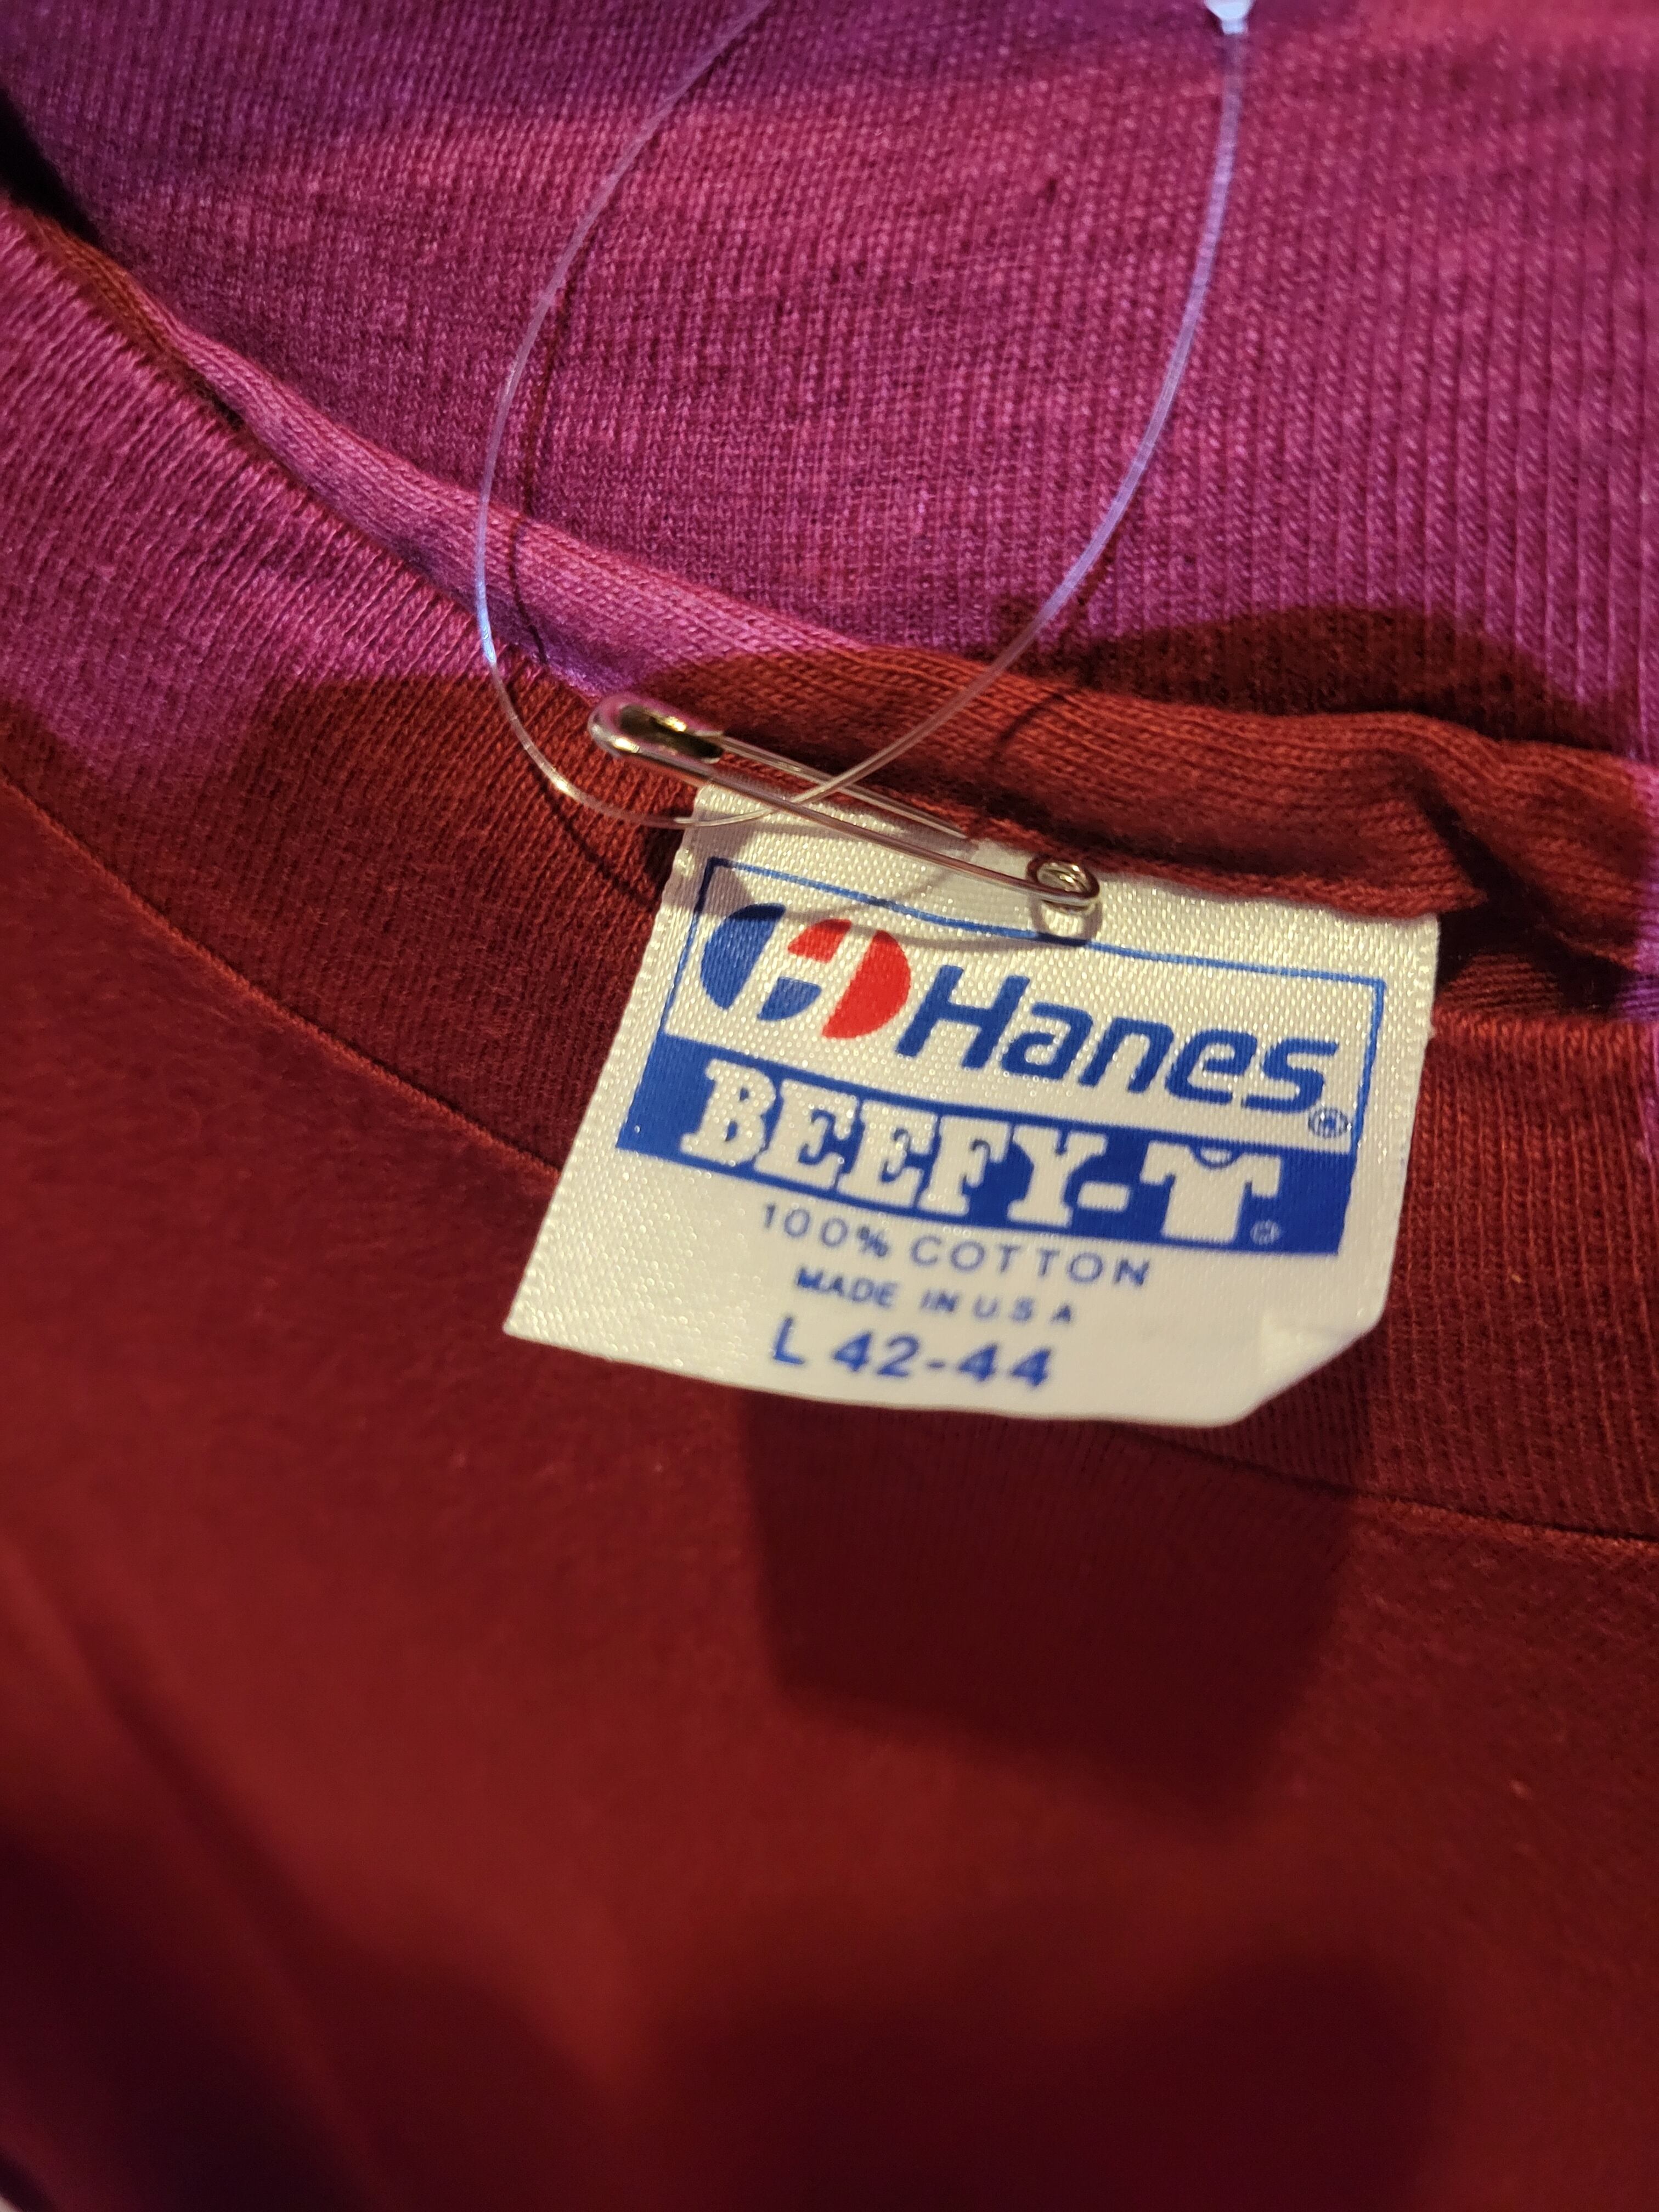 Hanes®
BEEFY-T®
100% COTTON
MADE IN U.S.A
L 42-44